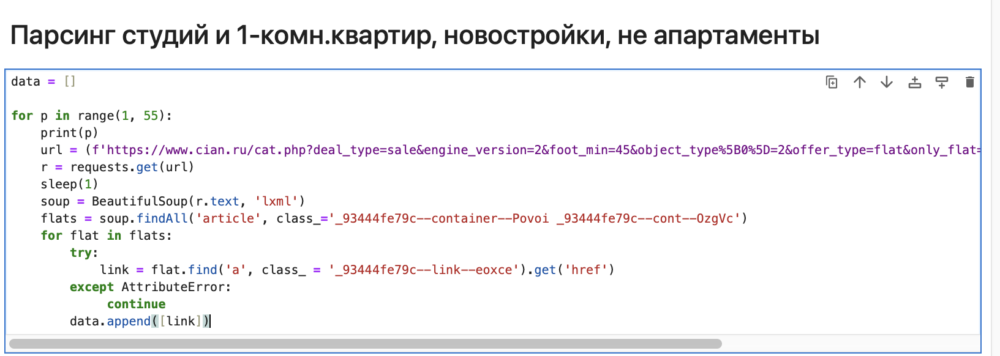 Парсинг студий и 1-комн.квартир, новостройки, не апартаменты
data = []
for p in range(1, 55):
    print(p)
    url = (f'https://www.cian.ru/cat.php?deal_type=sale&engine_version=2&foot_min=45&object_type%5B0%5D=2&offer_type=flat&only_flat=
    r = requests.get(url)
    sleep(1)
    soup = BeautifulSoup(r.text, 'lxml')
    flats = soup.findAll('article', class_='_93444fe79c--container--Povoi _93444fe79c--cont--OzgVc')
    for flat in flats:
        try:
            link = flat.find('a', class_ = '_93444fe79c--link--eoxce').get('href')
        except AttributeError:
             continue
        data.append([link])